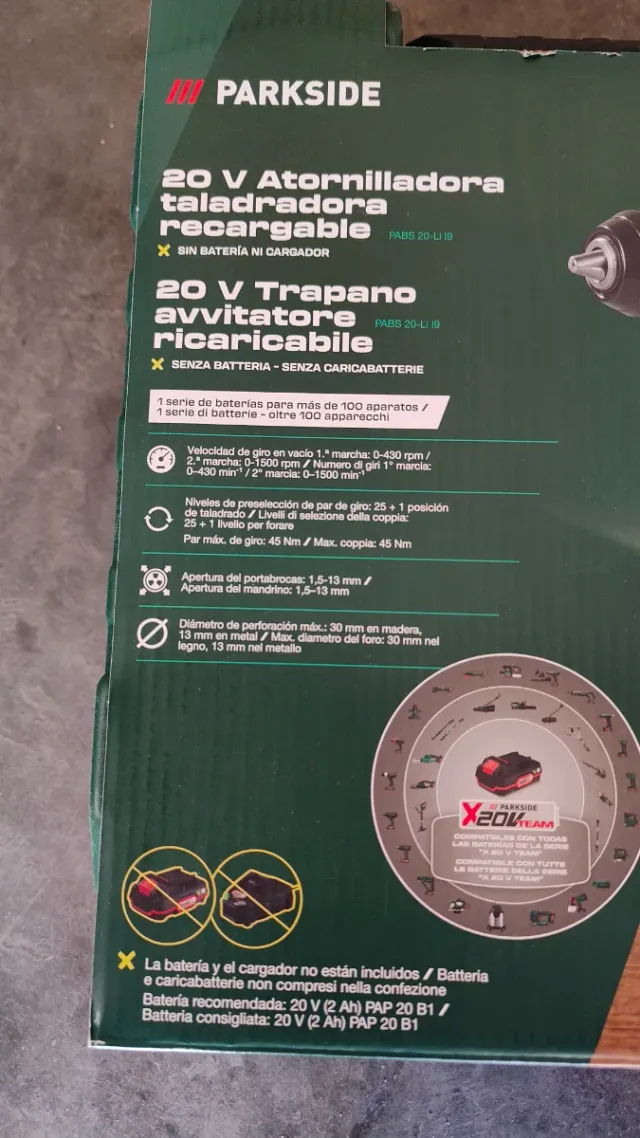 PARKSIDE
20 V Atornilladora
taladradora
recargable PABS 20-Li I9
X SIN BATERÍA NI CARGADOR
20 V Trapano
avvitatore PABS 20-Li I9
ricaricabile
X SENZA BATTERIA - SENZA CARICABATTERIE
1 serie de baterías para más de 100 aparatos /
1 serie di batterie - oltre 100 apparecchi
Velocidad de giro en vacío 1.ª marcha: 0-430 rpm /
2.ª marcha: 0-1500 rpm / Numero di giri 1° marcia:
0–430 min⁻¹ / 2° marcia: 0–1500 min⁻¹
Niveles de preselección de par de giro: 25 + 1 posición
de taladrado / Livelli di selezione della coppia:
25 + 1 livello per forare
Par máx. de giro: 45 Nm / Max. coppia: 45 Nm
Apertura del portabrocas: 1,5-13 mm /
Apertura del mandrino: 1,5–13 mm
Diámetro de perforación máx.: 30 mm en madera,
13 mm en metal / Max. diametro del foro: 30 mm nel
legno, 13 mm nel metallo
PARKSIDE
X20V TEAM
COMPATIBLES CON TODAS
LAS BATERÍAS DE LA SERIE
"X 20 V TEAM"
COMPATIBILE CON TUTTE
LE BATTERIE DELLA SERIE
"X 20 V TEAM"
X La batería y el cargador no están incluidos / Batteria
e caricabatterie non compresi nella confezione
Batería recomendada: 20 V (2 Ah) PAP 20 B1 /
Batteria consigliata: 20 V (2 Ah) PAP 20 B1